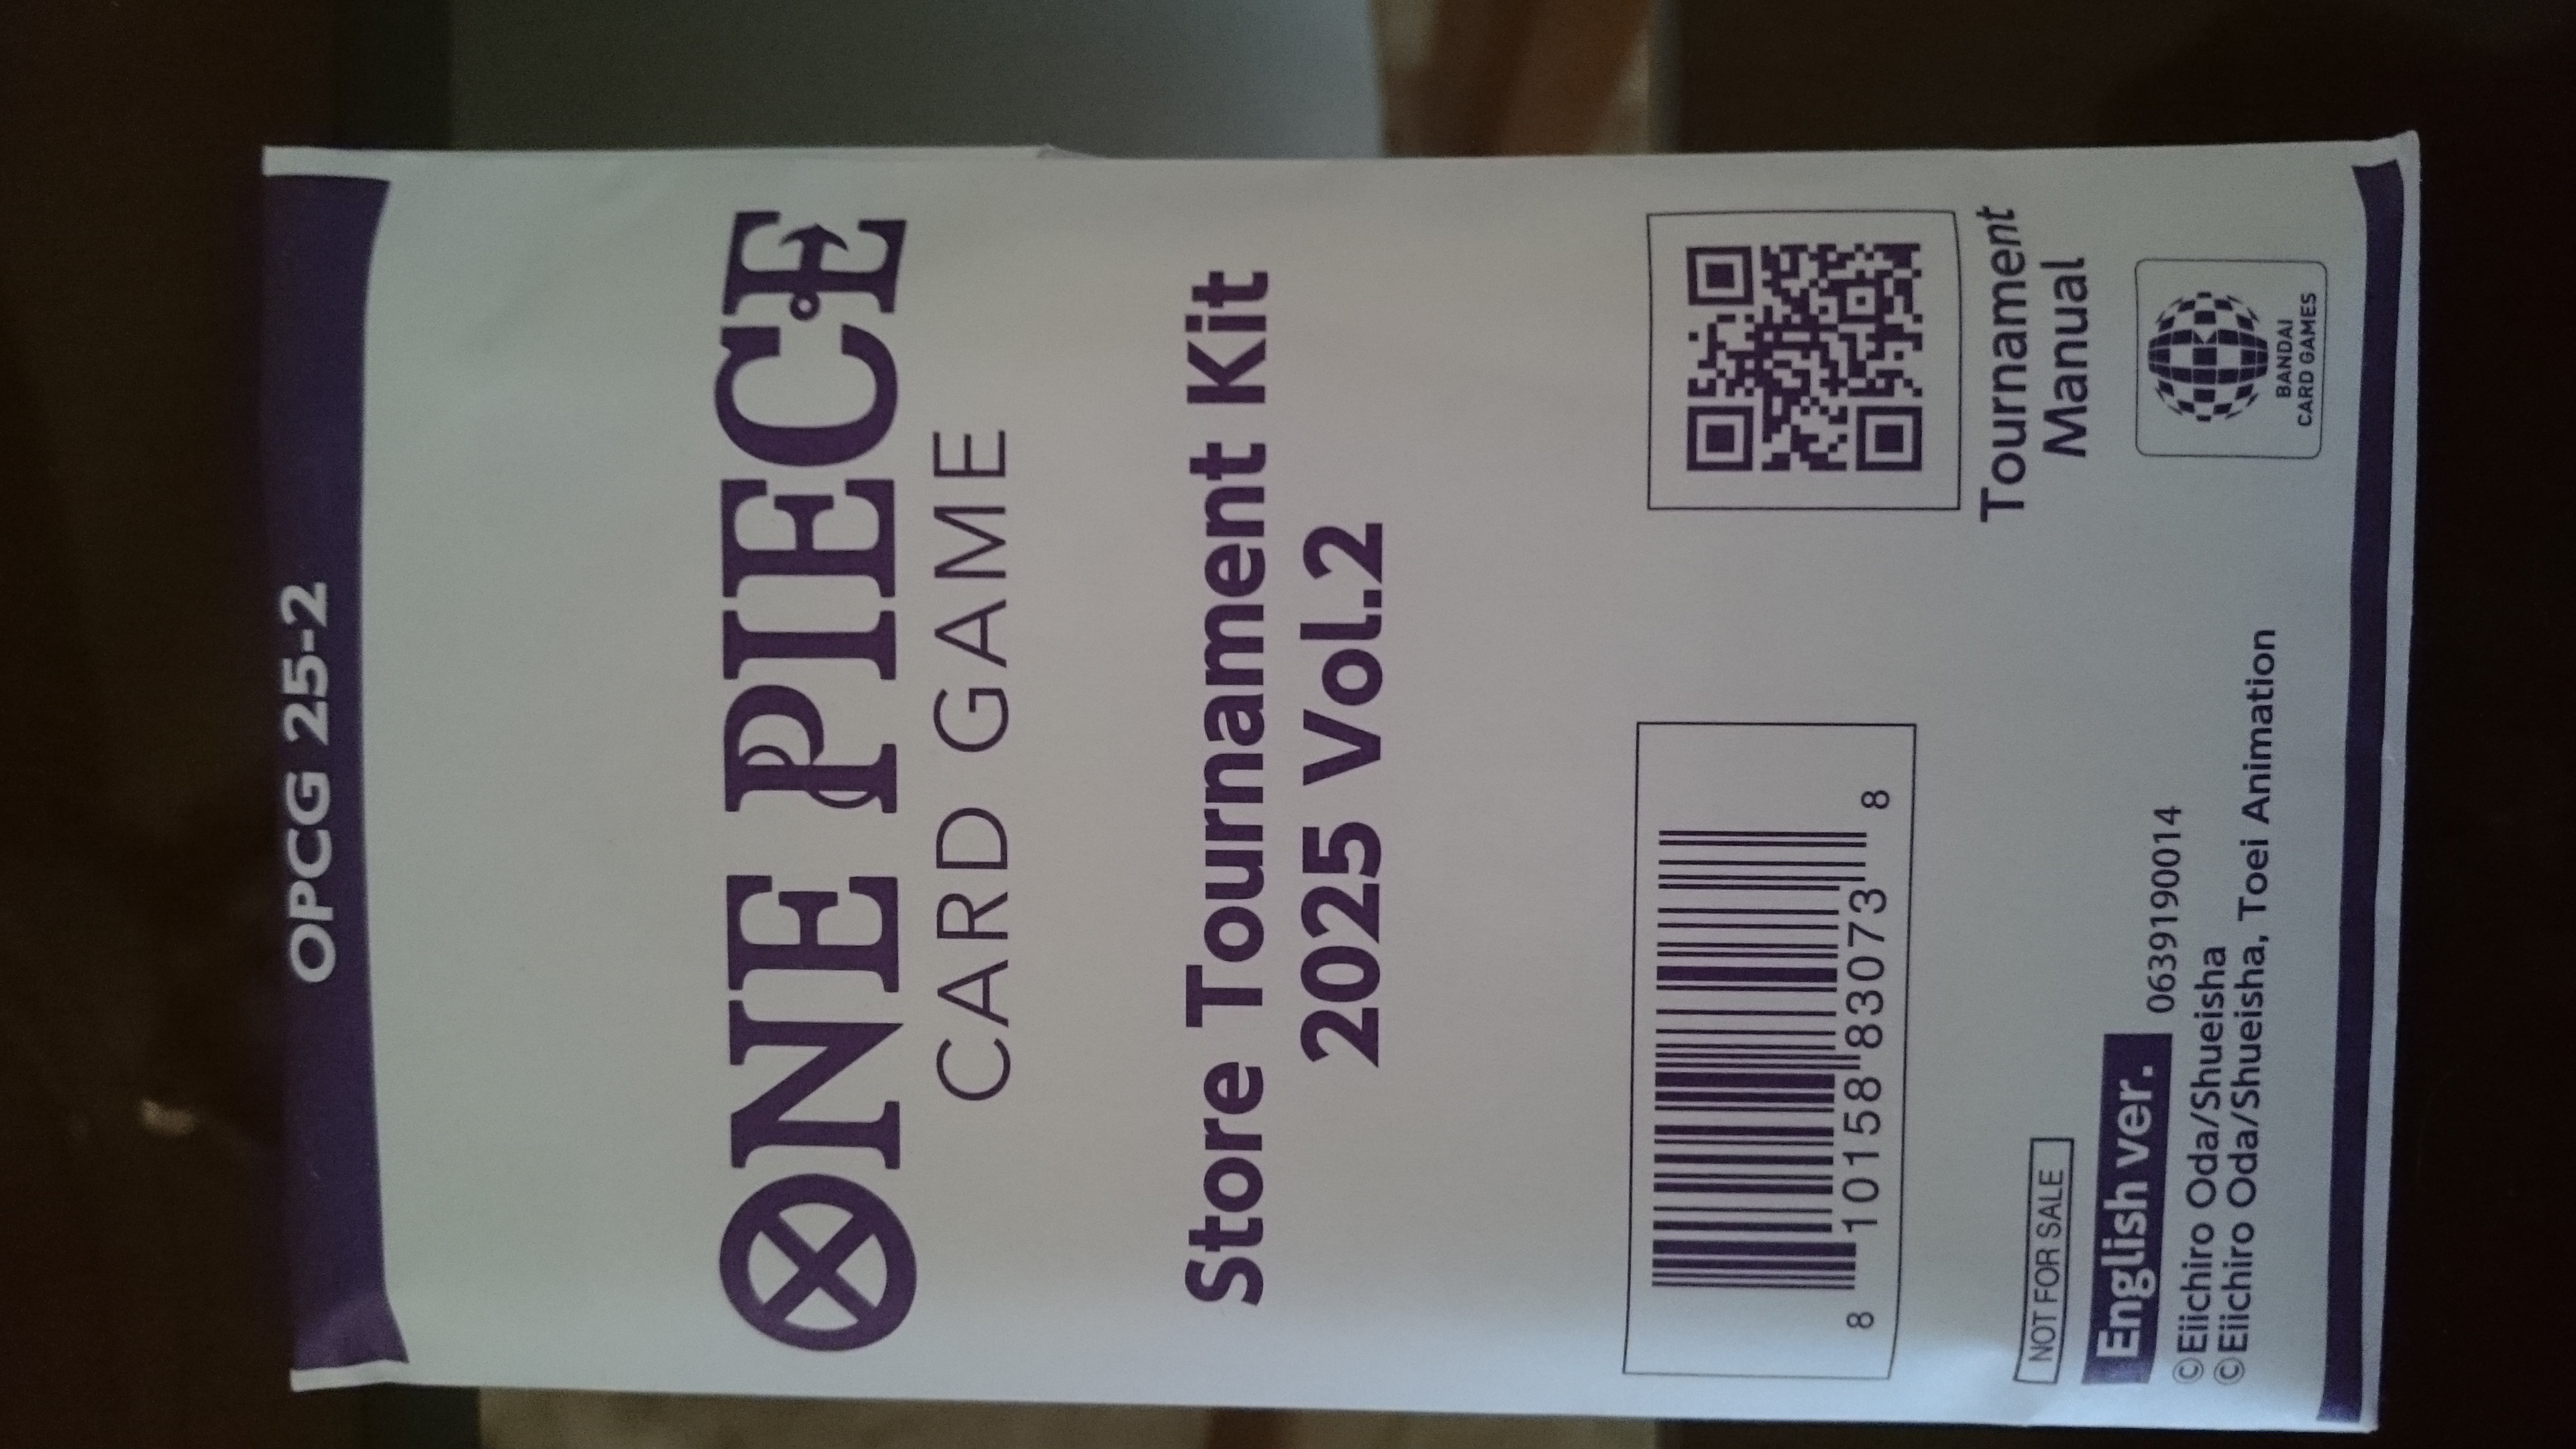 OPCG 25-2
ONE PIECE
CARD GAME
Store Tournament Kit
2025 Vol.2
8 10158 83073 8
Tournament
Manual
NOT FOR SALE
English ver.
0639190014
©Eiichiro Oda/Shueisha
©Eiichiro Oda/Shueisha, Toei Animation
BANDAI
CARD GAMES